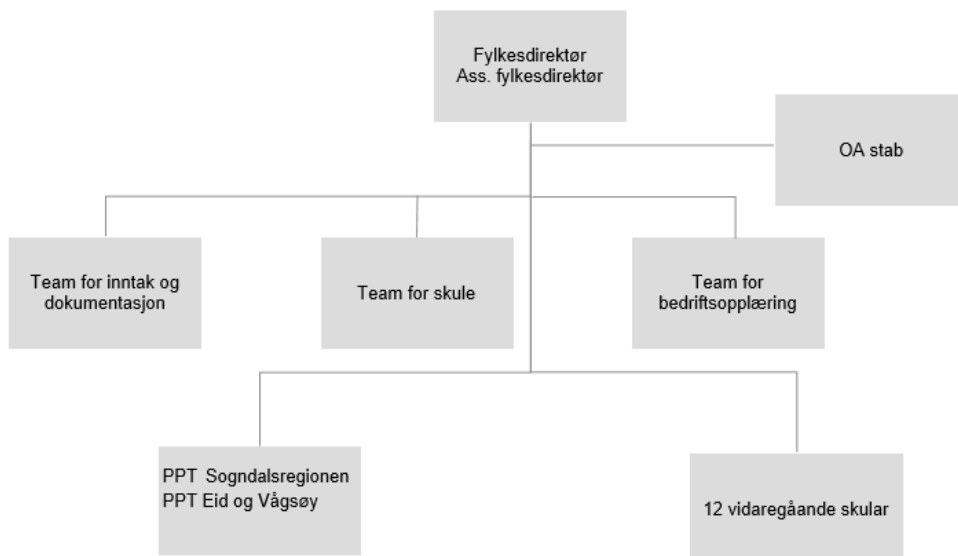 Fylkesdirektør
Ass. fylkesdirektør
OA stab
Team for inntak og
dokumentasjon
Team for skule
Team for
bedriftsopplæring
PPT Sogndalsregionen
PPT Eid og Vågsøy
12 vidaregåande skular